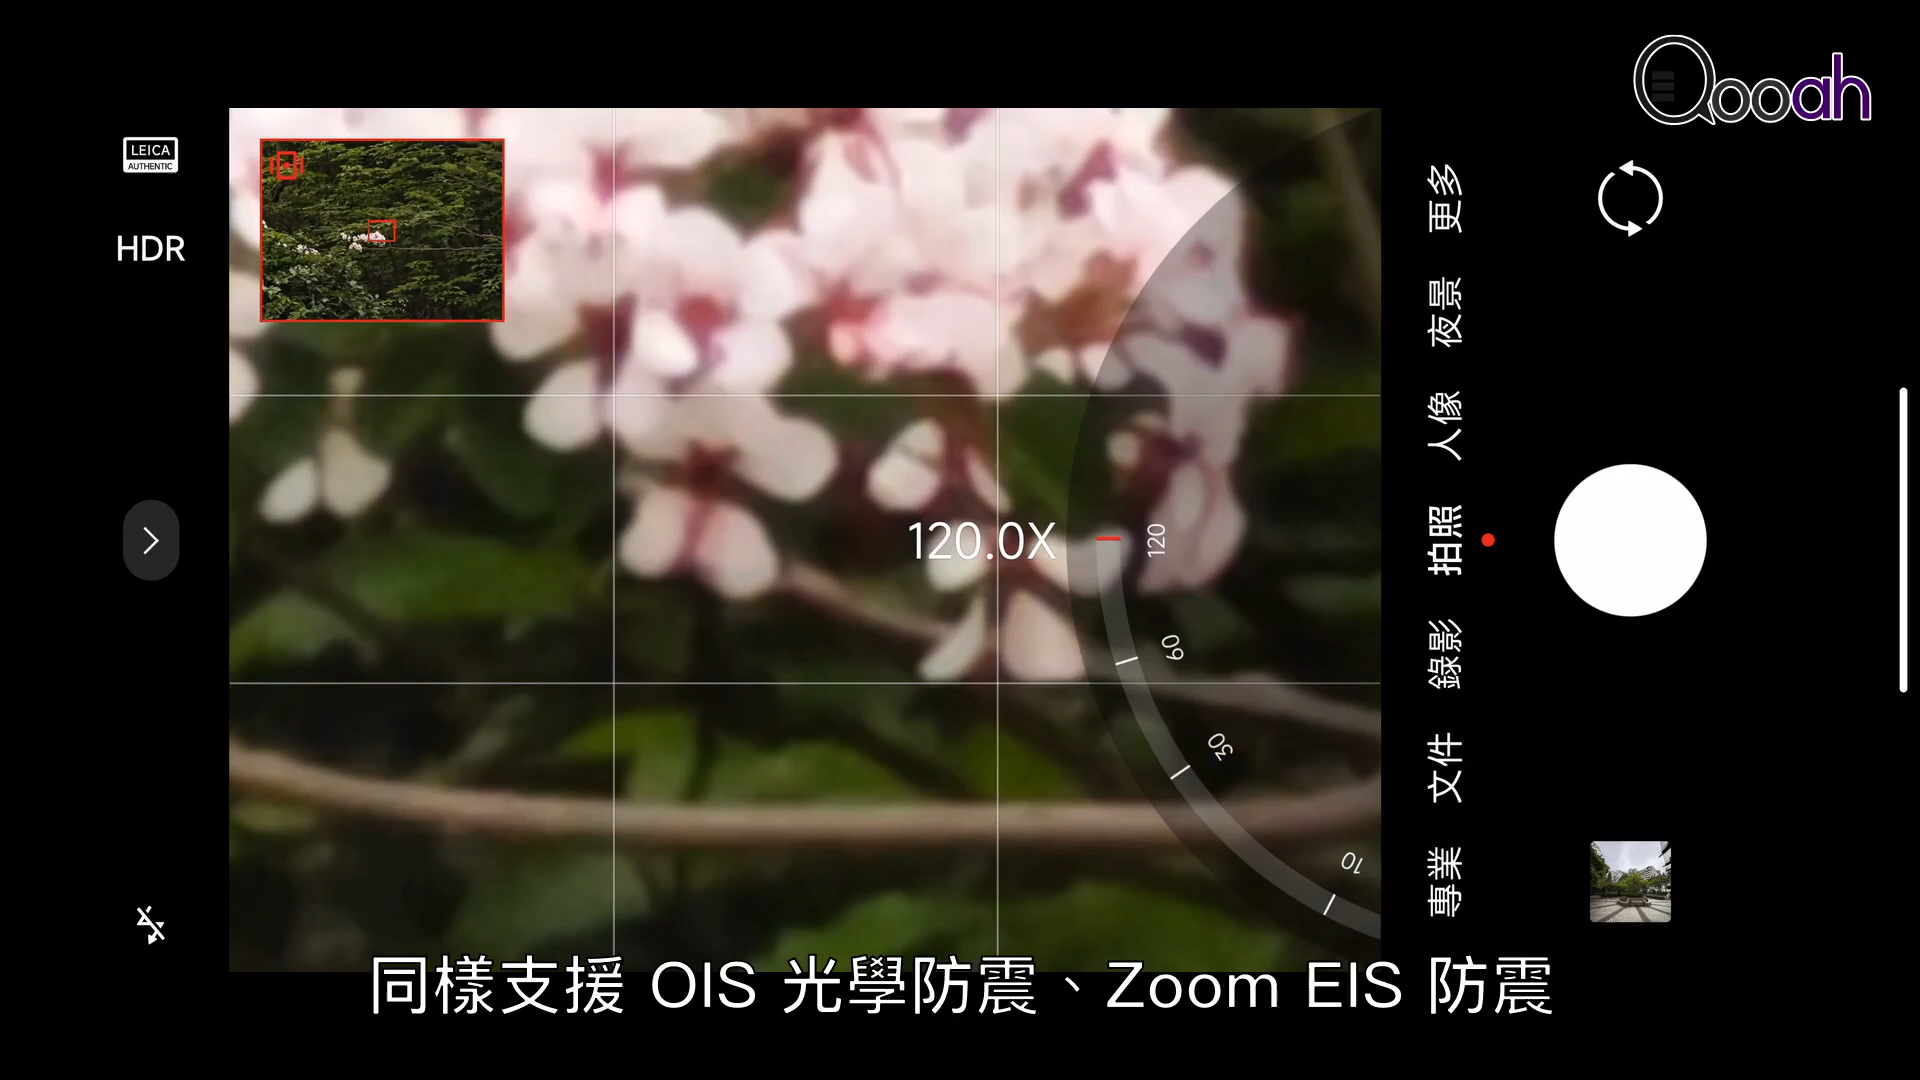 Qooah
LEICA
AUTHENTIC
HDR
120.0X
120
60
30
10
更多
夜景
人像
拍照
錄影
文件
專業
同樣支援 OIS 光學防震、Zoom EIS 防震